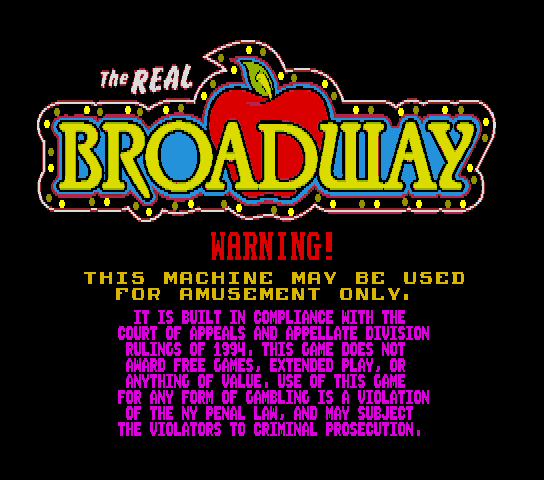 The REAL
BROADWAY
WARNING!
THIS MACHINE MAY BE USED
FOR AMUSEMENT ONLY.
IT IS BUILT IN COMPLIANCE WITH THE
COURT OF APPEALS AND APPELLATE DIVISION
RULINGS OF 1994. THIS GAME DOES NOT
AWARD FREE GAMES, EXTENDED PLAY, OR
ANYTHING OF VALUE. USE OF THIS GAME
FOR ANY FORM OF GAMBLING IS A VIOLATION
OF THE NY PENAL LAW, AND MAY SUBJECT
THE VIOLATORS TO CRIMINAL PROSECUTION.